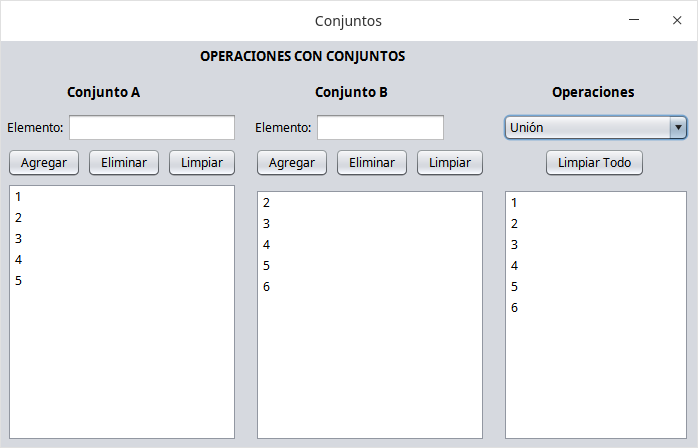 Conjuntos
OPERACIONES CON CONJUNTOS
Conjunto A
Elemento:
Agregar Eliminar Limpiar
1
2
3
4
5
Conjunto B
Elemento:
Agregar Eliminar Limpiar
2
3
4
5
6
Operaciones
Unión
Limpiar Todo
1
2
3
4
5
6